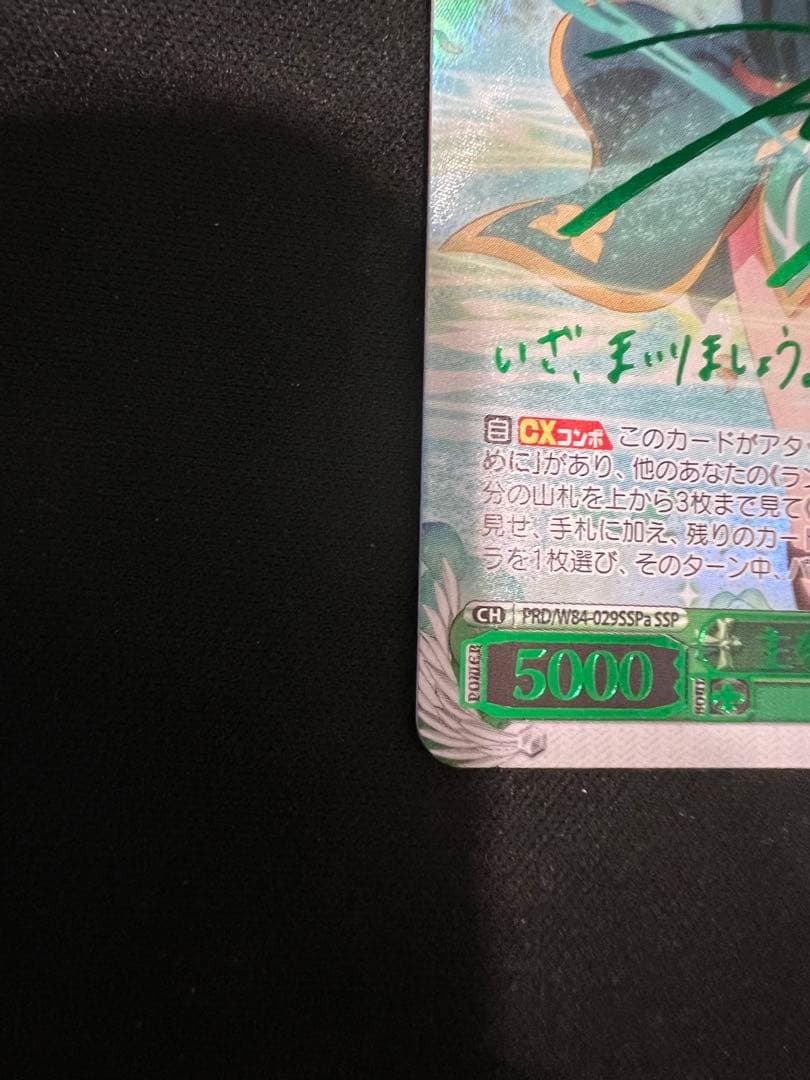 いざ、まいりましょう。
自 CXコンボ このカードがアタッ
めに」があり、他のあなたの《ラン
分の山札を上から3枚まで見て
見せ、手札に加え、残りのカード
ラを1枚選び、そのターン中、パ
CH PRD/W84-029SSPa SSP
POWER 5000 SOUL